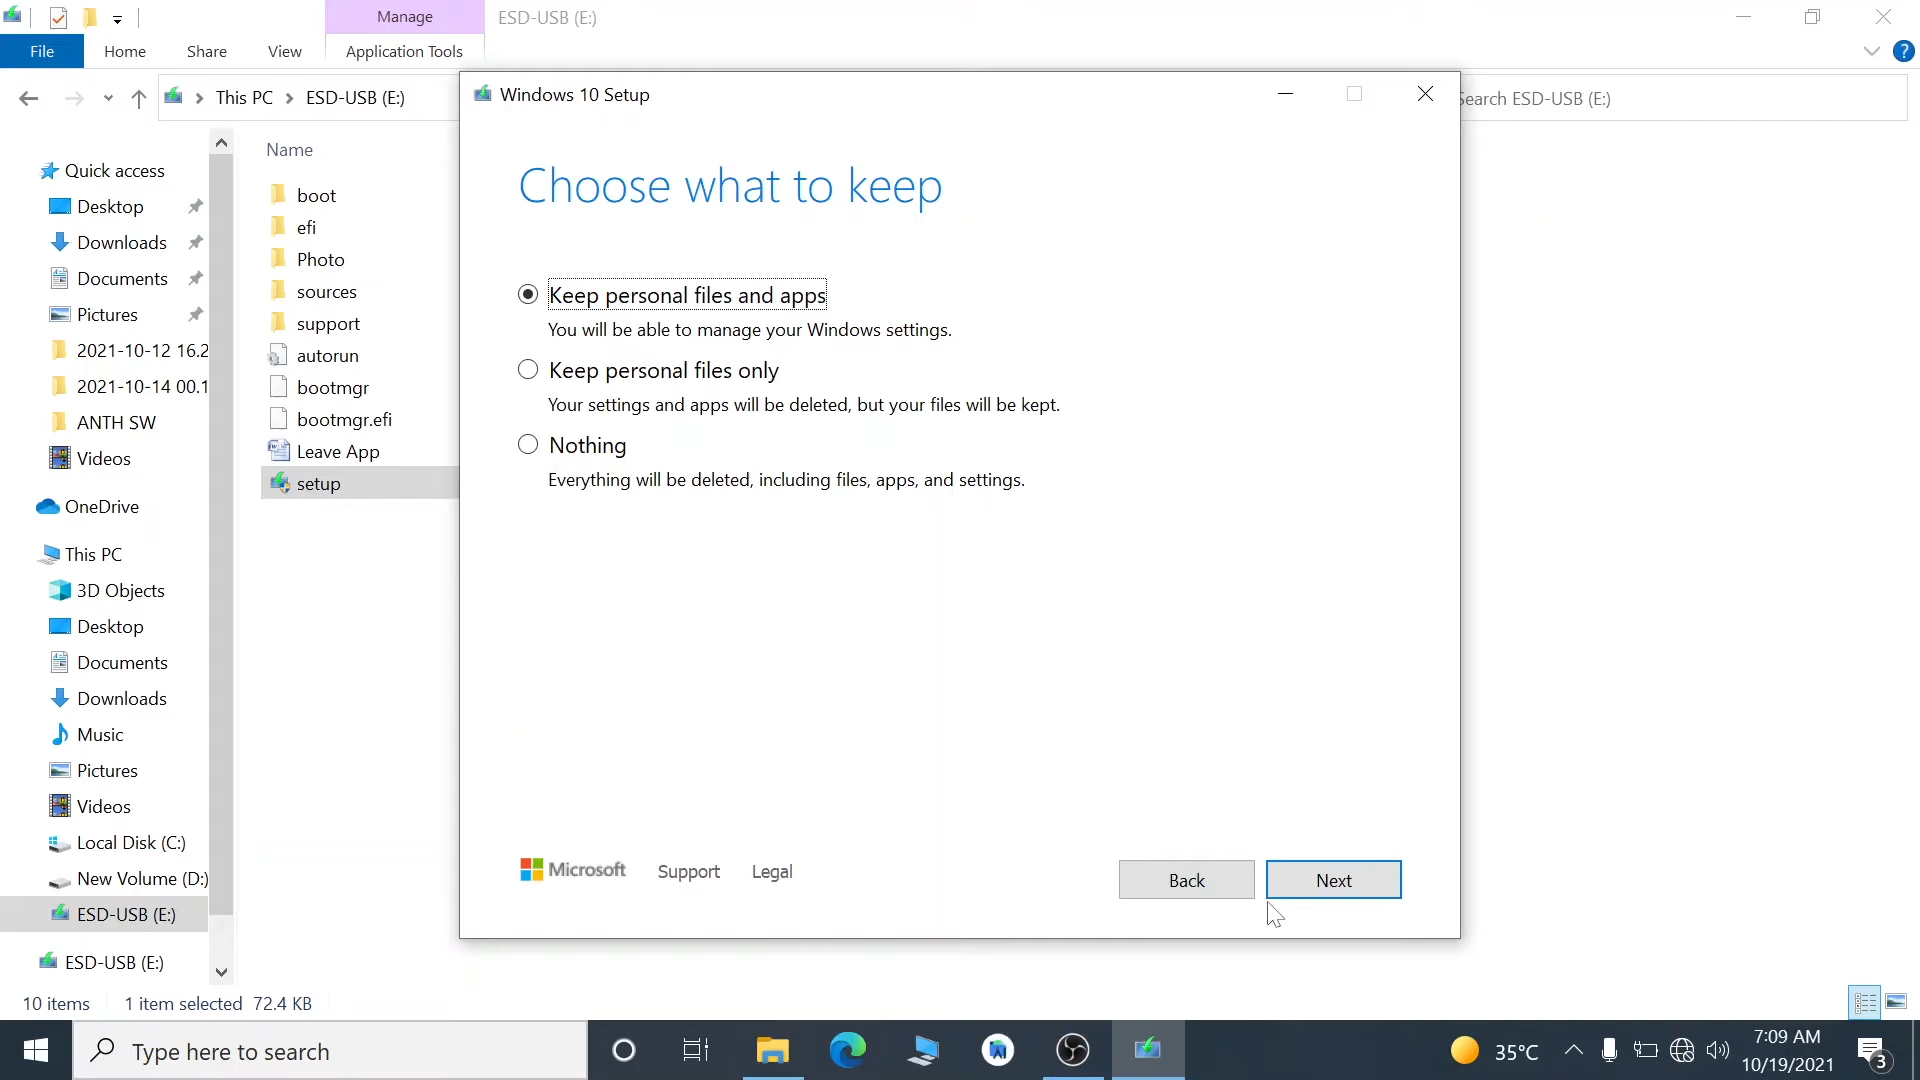 Manage
ESD-USB (E:)
File
Home
Share
View
Application Tools
?
This PC
ESD-USB (E:)
Search ESD-USB (E:)
Quick access
Desktop
Downloads
Documents
Pictures
2021-10-12 16.2
2021-10-14 00.1
ANTH SW
Videos
OneDrive
This PC
3D Objects
Desktop
Documents
Downloads
Music
Pictures
Videos
Local Disk (C:)
New Volume (D:)
ESD-USB (E:)
ESD-USB (E:)
Name
boot
efi
Photo
sources
support
autorun
bootmgr
bootmgr.efi
Leave App
setup
Windows 10 Setup
Choose what to keep
Keep personal files and apps
You will be able to manage your Windows settings.
Keep personal files only
Your settings and apps will be deleted, but your files will be kept.
Nothing
Everything will be deleted, including files, apps, and settings.
Microsoft
Support
Legal
Back
Next
10 items
1 item selected 72.4 KB
Type here to search
35°C
7:09 AM
10/19/2021
3